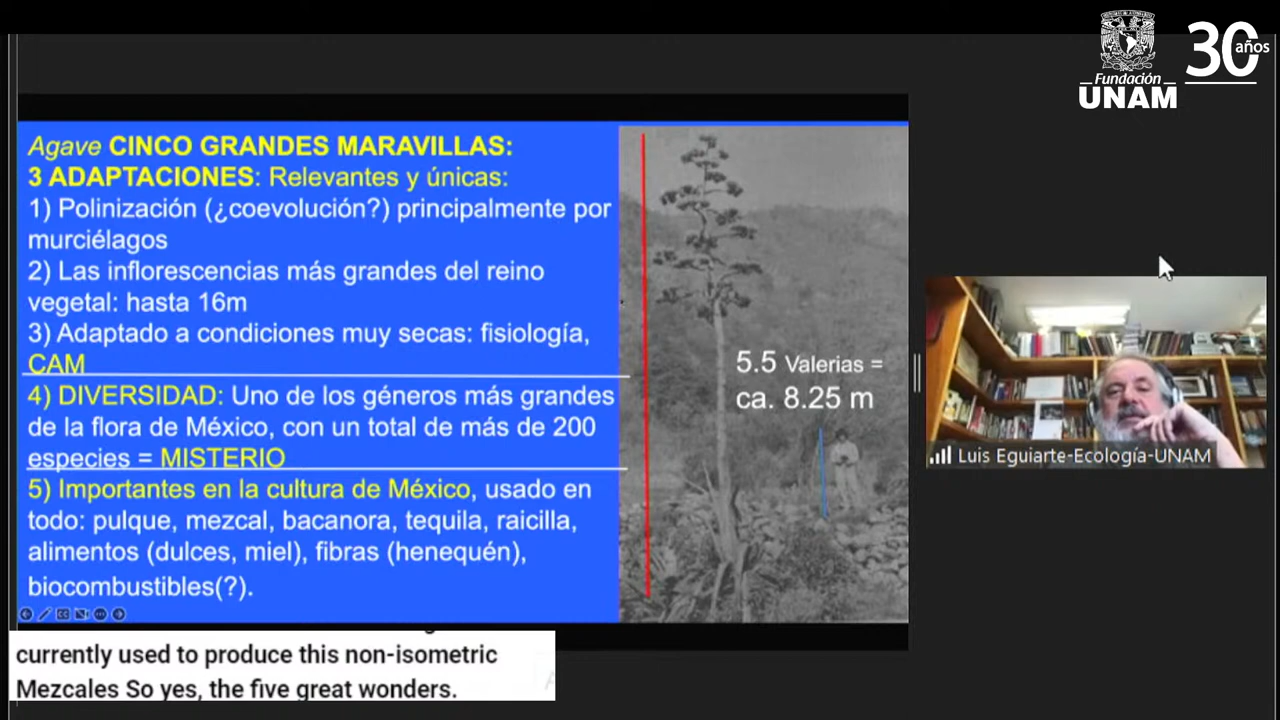 Fundación
UNAM
30 años
Agave CINCO GRANDES MARAVILLAS:
3 ADAPTACIONES: Relevantes y únicas:
1) Polinización (¿coevolución?) principalmente por
murciélagos
2) Las inflorescencias más grandes del reino
vegetal: hasta 16m
3) Adaptado a condiciones muy secas: fisiología,
CAM
4) DIVERSIDAD: Uno de los géneros más grandes
de la flora de México, con un total de más de 200
especies = MISTERIO
5) Importantes en la cultura de México, usado en
todo: pulque, mezcal, bacanora, tequila, raicilla,
alimentos (dulces, miel), fibras (henequén),
biocombustibles(?).
5.5 Valerias =
ca. 8.25 m
Luis Eguiarte-Ecología-UNAM
currently used to produce this non-isometric
Mezcales So yes, the five great wonders.